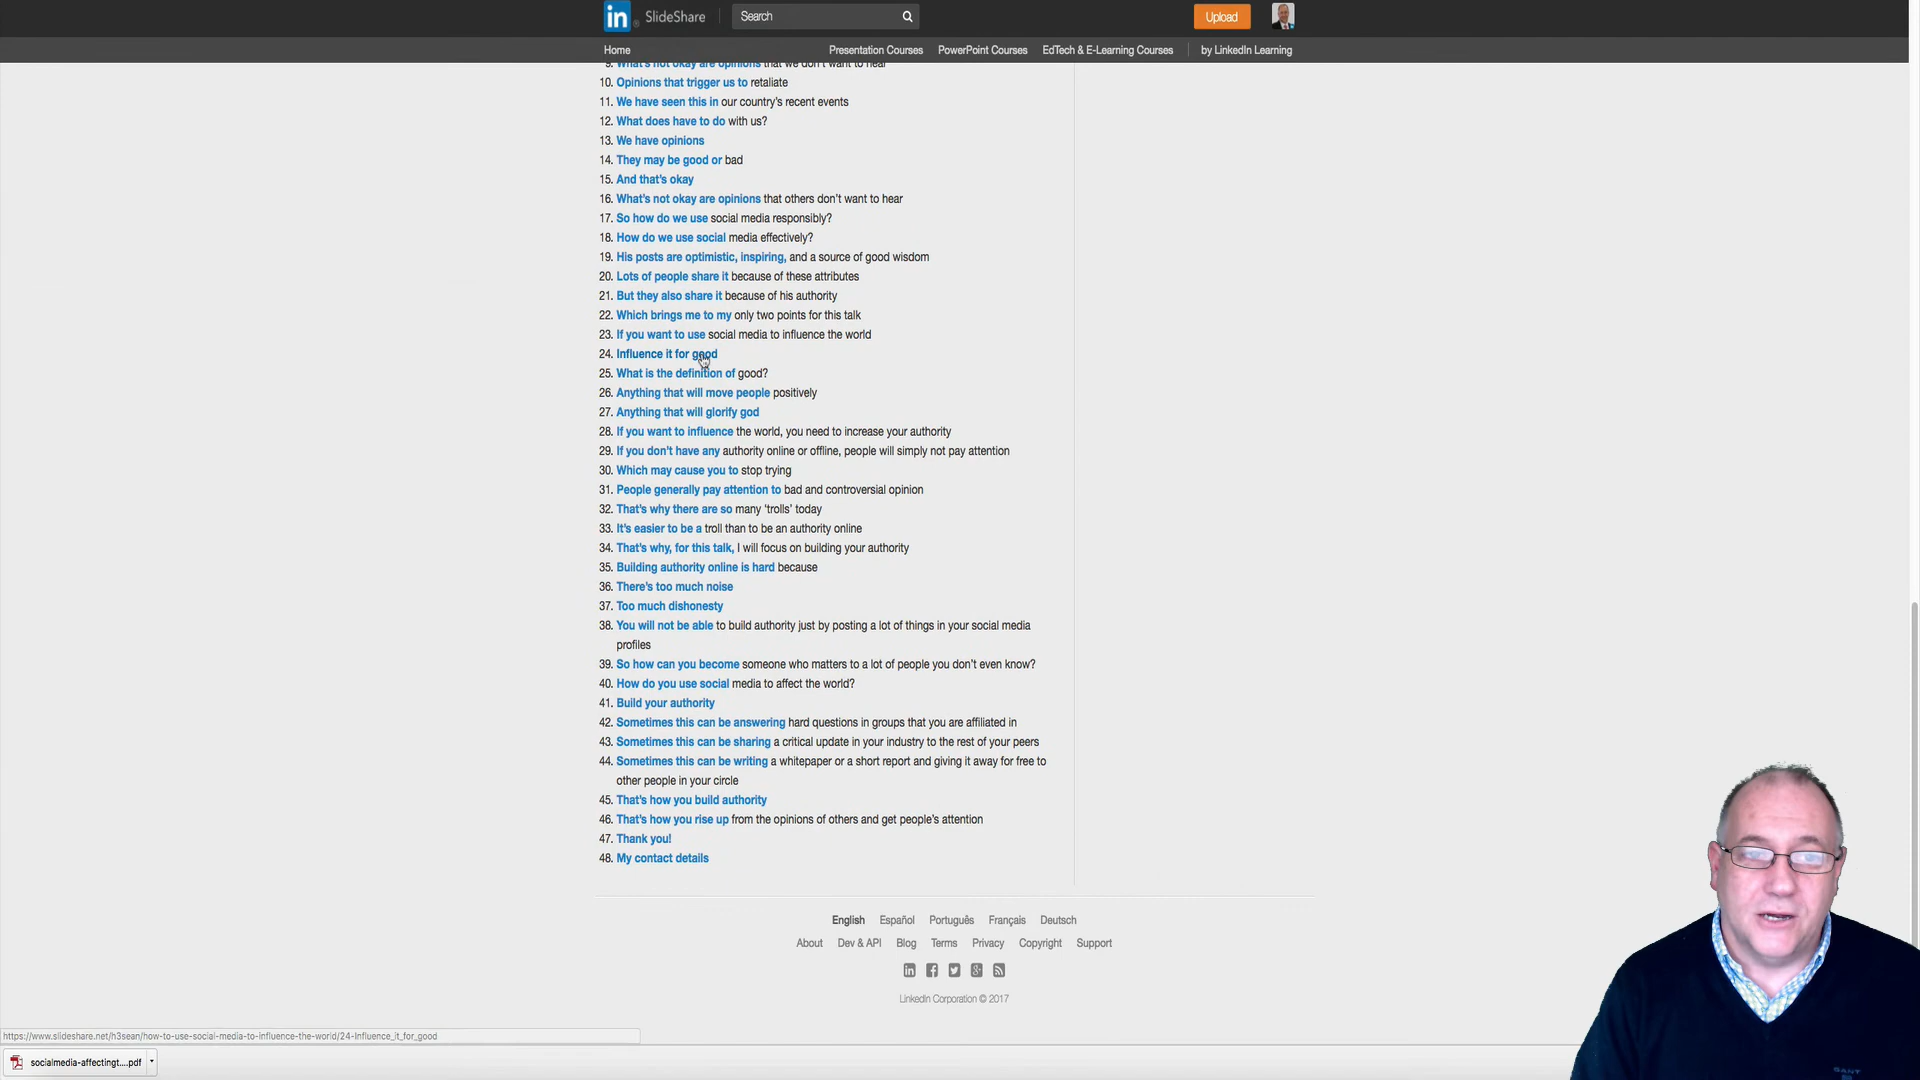 in SlideShare Search Upload
Home Presentation Courses PowerPoint Courses EdTech & E-Learning Courses by LinkedIn Learning
9. What's not okay are opinions that we don't want to hear
10. Opinions that trigger us to retaliate
11. We have seen this in our country's recent events
12. What does have to do with us?
13. We have opinions
14. They may be good or bad
15. And that's okay
16. What's not okay are opinions that others don't want to hear
17. So how do we use social media responsibly?
18. How do we use social media effectively?
19. His posts are optimistic, inspiring, and a source of good wisdom
20. Lots of people share it because of these attributes
21. But they also share it because of his authority
22. Which brings me to my only two points for this talk
23. If you want to use social media to influence the world
24. Influence it for good
25. What is the definition of good?
26. Anything that will move people positively
27. Anything that will glorify god
28. If you want to influence the world, you need to increase your authority
29. If you don't have any authority online or offline, people will simply not pay attention
30. Which may cause you to stop trying
31. People generally pay attention to bad and controversial opinion
32. That's why there are so many 'trolls' today
33. It's easier to be a troll than to be an authority online
34. That's why, for this talk, I will focus on building your authority
35. Building authority online is hard because
36. There's too much noise
37. Too much dishonesty
38. You will not be able to build authority just by posting a lot of things in your social media
profiles
39. So how can you become someone who matters to a lot of people you don't even know?
40. How do you use social media to affect the world?
41. Build your authority
42. Sometimes this can be answering hard questions in groups that you are affiliated in
43. Sometimes this can be sharing a critical update in your industry to the rest of your peers
44. Sometimes this can be writing a whitepaper or a short report and giving it away for free to
other people in your circle
45. That's how you build authority
46. That's how you rise up from the opinions of others and get people's attention
47. Thank you!
48. My contact details
English Español Português Français Deutsch
About Dev & API Blog Terms Privacy Copyright Support
LinkedIn Corporation © 2017
https://www.slideshare.net/h3sean/how-to-use-social-media-to-influence-the-world/24-Influence_it_for_good
socialmedia-affectingt....pdf